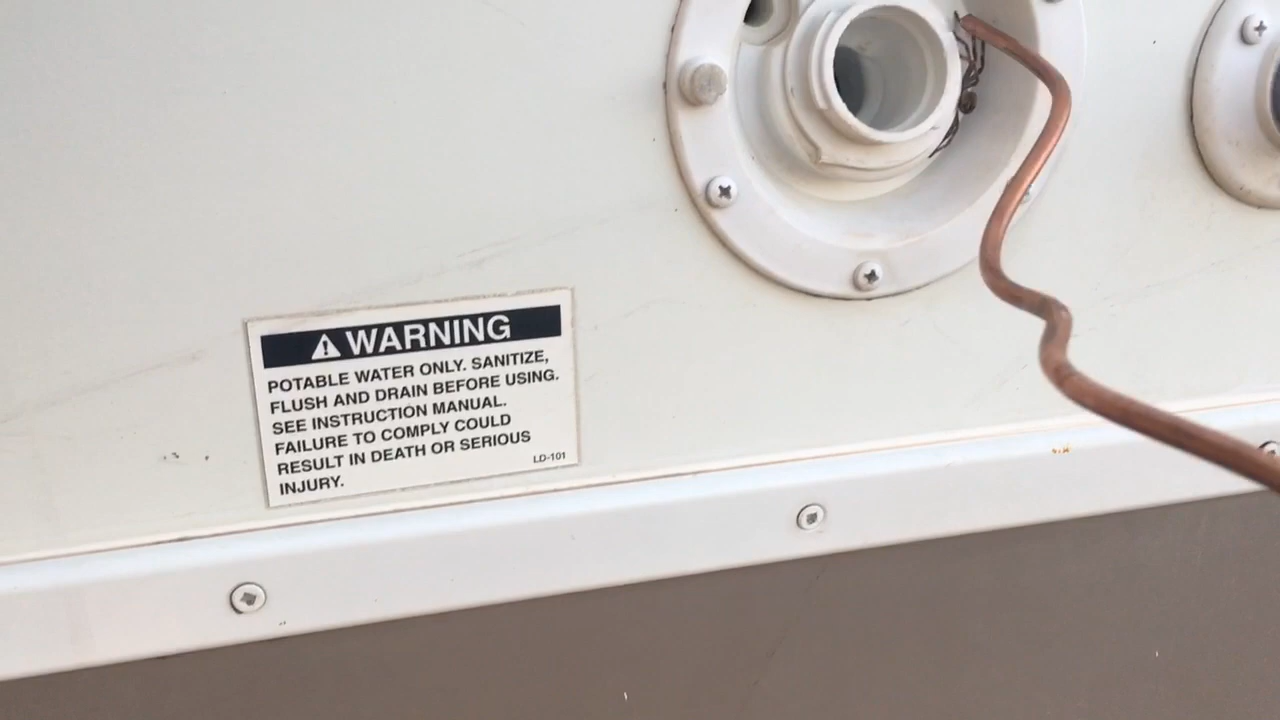 WARNING
POTABLE WATER ONLY. SANITIZE,
FLUSH AND DRAIN BEFORE USING.
SEE INSTRUCTION MANUAL.
FAILURE TO COMPLY COULD
RESULT IN DEATH OR SERIOUS
INJURY.
LD-101